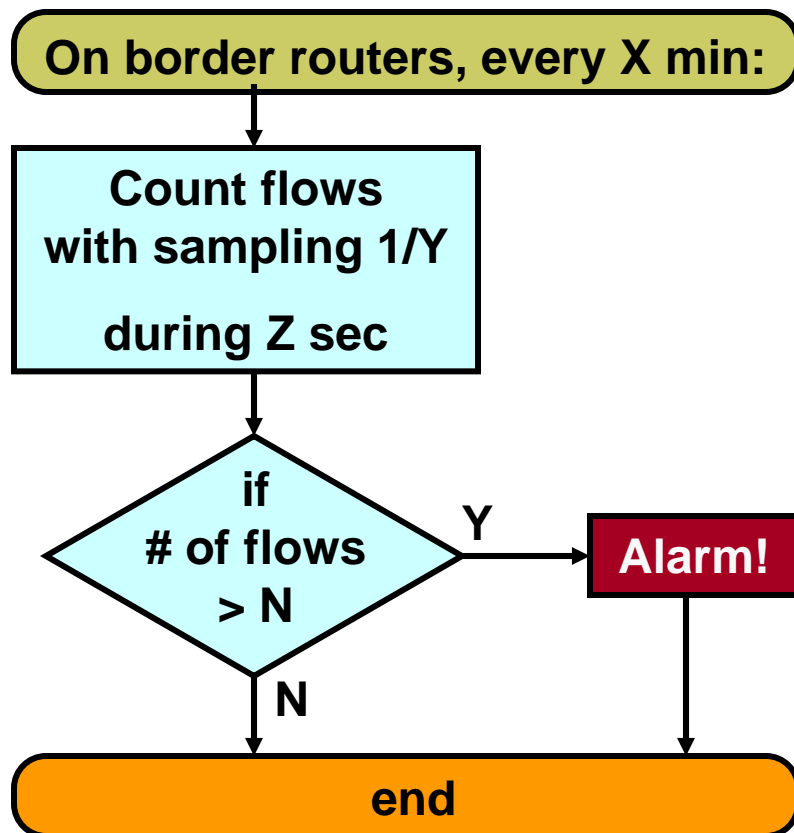 On border routers, every X min:
Count flows
with sampling 1/Y
during Z sec
if
# of flows
> N
Y
Alarm!
N
end